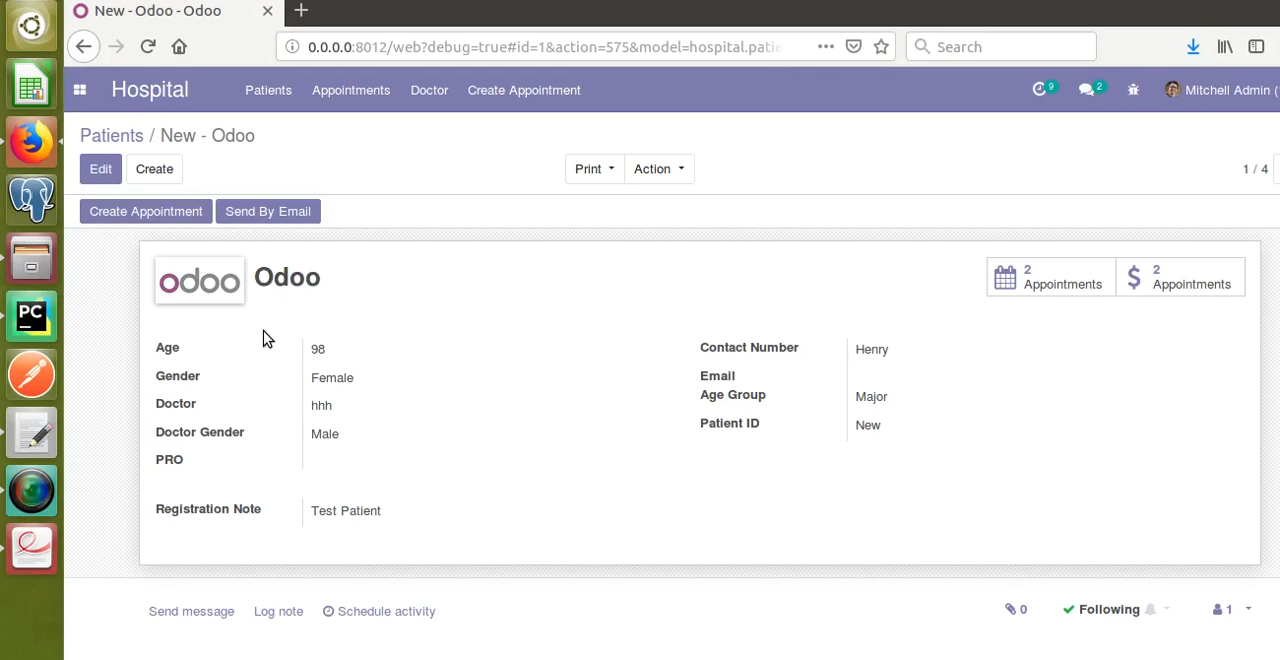 New - Odoo - Odoo
0.0.0.0:8012/web?debug=true#id=1&action=575&model=hospital.patie
Search
Hospital Patients Appointments Doctor Create Appointment 9 2 Mitchell Admin (
Patients / New - Odoo
Edit Create Print Action 1 / 4
Create Appointment Send By Email
odoo Odoo
2 Appointments
$ 2 Appointments
Age 98
Gender Female
Doctor hhh
Doctor Gender Male
PRO
Contact Number Henry
Email
Age Group Major
Patient ID New
Registration Note Test Patient
Send message Log note Schedule activity 0 Following 1
PC